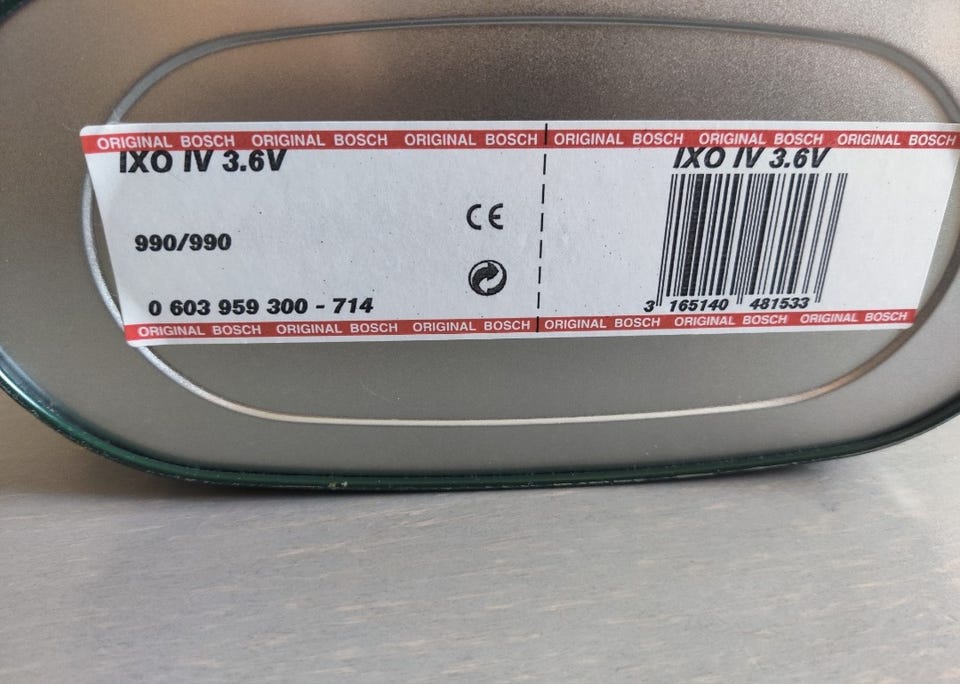 ORIGINAL BOSCH ORIGINAL BOSCH ORIGINAL BOSCH ORIGINAL BOSCH ORIGINAL BOSCH ORIGINAL BOSCH
IXO IV 3.6V
990/990
CE
0 603 959 300 - 714
IXO IV 3.6V
3 165140 481533
ORIGINAL BOSCH ORIGINAL BOSCH ORIGINAL BOSCH ORIGINAL BOSCH ORIGINAL BOSCH ORIGINAL BOSCH